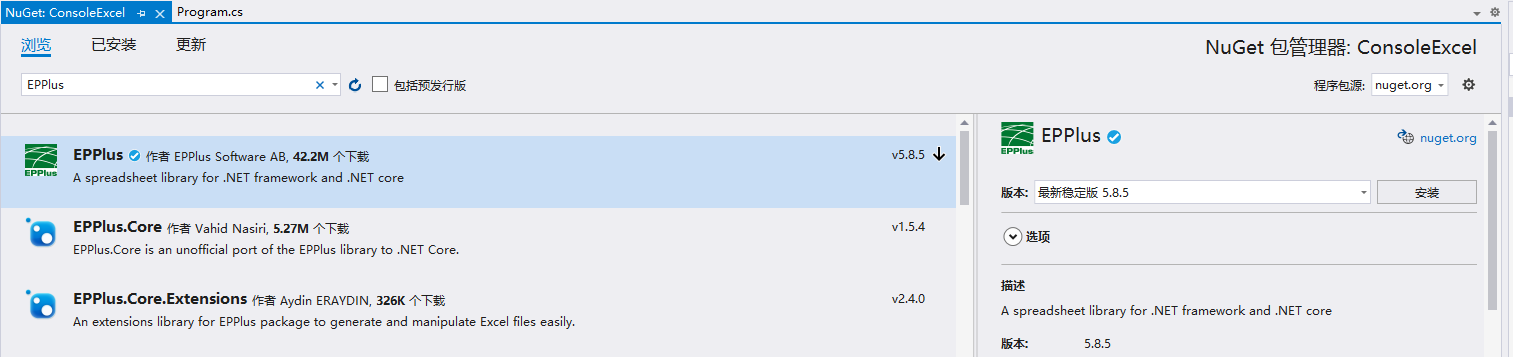 NuGet: ConsoleExcel
Program.cs
浏览 已安装 更新
NuGet 包管理器: ConsoleExcel
EPPlus
包括预发行版
程序包源: nuget.org
EPPlus 作者 EPPlus Software AB, 42.2M 个下载
v5.8.5
A spreadsheet library for .NET framework and .NET core
EPPlus
EPPlus.Core 作者 Vahid Nasiri, 5.27M 个下载
v1.5.4
EPPlus.Core is an unofficial port of the EPPlus library to .NET Core.
EPPlus.Core.Extensions 作者 Aydin ERAYDIN, 326K 个下载
v2.4.0
An extensions library for EPPlus package to generate and manipulate Excel files easily.
EPPlus
EPPlus
nuget.org
版本: 最新稳定版 5.8.5
安装
选项
描述
A spreadsheet library for .NET framework and .NET core
版本: 5.8.5